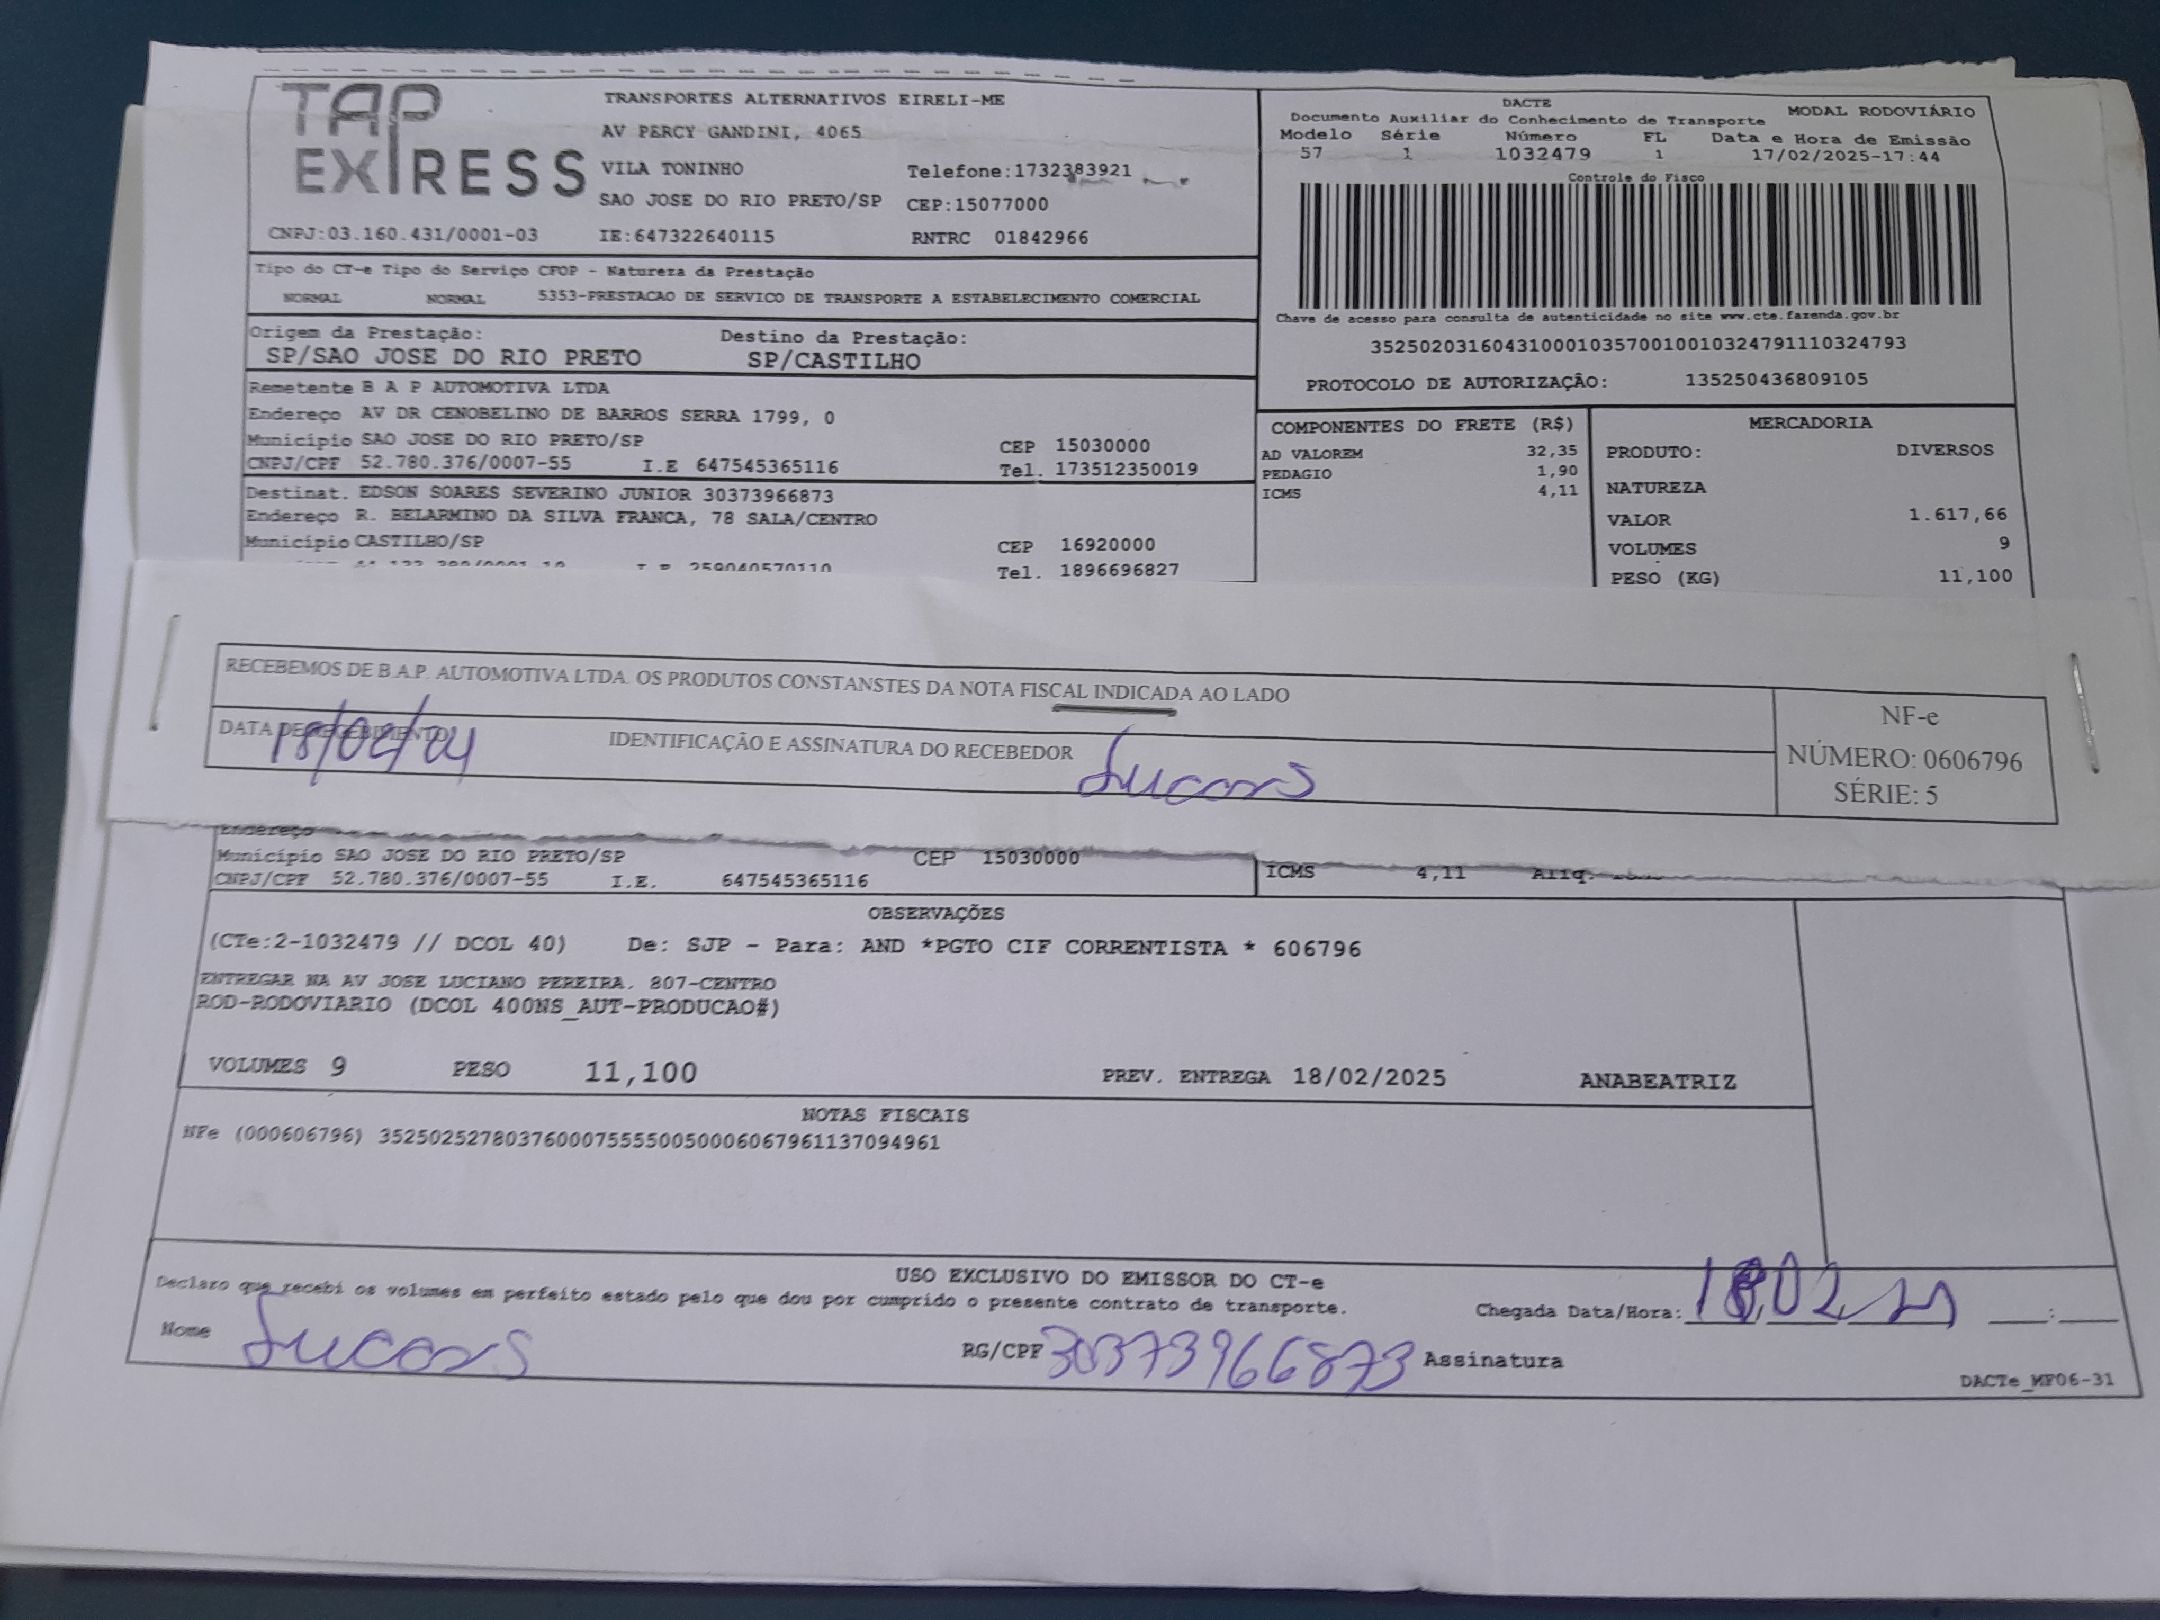 TAP EXPRESS
TRANSPORTES ALTERNATIVOS EIRELI-ME
AV PERCY GANDINI, 4065
VILA TONINHO Telefone:1732383921
SAO JOSE DO RIO PRETO/SP CEP:15077000
CNPJ:03.160.431/0001-03 IE:647322640115 RNTRC 01842966
DACTE
Documento Auxiliar do Conhecimento de Transporte MODAL RODOVIÁRIO
Modelo Série Número FL Data e Hora de Emissão
57 1 1032479 1 17/02/2025-17:44
Controle do Fisco
Chave de acesso para consulta de autenticidade no site www.cte.fazenda.gov.br
35250203160431000103570010010324791110324793
PROTOCOLO DE AUTORIZAÇÃO: 135250436809105
Tipo do CT-e Tipo do Serviço CFOP - Natureza da Prestação
NORMAL NORMAL 5353-PRESTACAO DE SERVICO DE TRANSPORTE A ESTABELECIMENTO COMERCIAL
Origem da Prestação: Destino da Prestação:
SP/SAO JOSE DO RIO PRETO SP/CASTILHO
Remetente B A P AUTOMOTIVA LTDA
Endereço AV DR CENOBELINO DE BARROS SERRA 1799, 0
Município SAO JOSE DO RIO PRETO/SP CEP 15030000
CNPJ/CPF 52.780.376/0007-55 I.E 647545365116 Tel. 173512350019
Destinat. EDSON SOARES SEVERINO JUNIOR 30373966873
Endereço R. BELARMINO DA SILVA FRANCA, 78 SALA/CENTRO
Município CASTILHO/SP CEP 16920000
Tel. 1896696827
COMPONENTES DO FRETE (R$)
AD VALOREM 32,35
PEDAGIO 1,90
ICMS 4,11
MERCADORIA
PRODUTO: DIVERSOS
NATUREZA
VALOR 1.617,66
VOLUMES 9
PESO (KG) 11,100
RECEBEMOS DE B.A.P. AUTOMOTIVA LTDA. OS PRODUTOS CONSTANSTES DA NOTA FISCAL INDICADA AO LADO
DATA DE RECEBIMENTO IDENTIFICAÇÃO E ASSINATURA DO RECEBEDOR
NF-e
NÚMERO: 0606796
SÉRIE: 5
Endereço
Município SAO JOSE DO RIO PRETO/SP CEP 15030000
CNPJ/CPF 52.780.376/0007-55 I.E. 647545365116
ICMS 4,11 Aliq.
OBSERVAÇÕES
(CTe:2-1032479 // DCOL 40) De: SJP - Para: AND *PGTO CIF CORRENTISTA * 606796
ENTREGAR NA AV JOSE LUCIANO PEREIRA, 807-CENTRO
ROD-RODOVIARIO (DCOL 400NS_AUT-PRODUCAO#)
VOLUMES 9 PESO 11,100 PREV. ENTREGA 18/02/2025 ANABEATRIZ
NOTAS FISCAIS
NFe (000606796) 35250252780376000755550050006067961137094961
USO EXCLUSIVO DO EMISSOR DO CT-e
Declaro que recebi os volumes em perfeito estado pelo que dou por cumprido o presente contrato de transporte.
Chegada Data/Hora: 18,02
Nome
RG/CPF 30373966873 Assinatura
DACTe_MF06-31